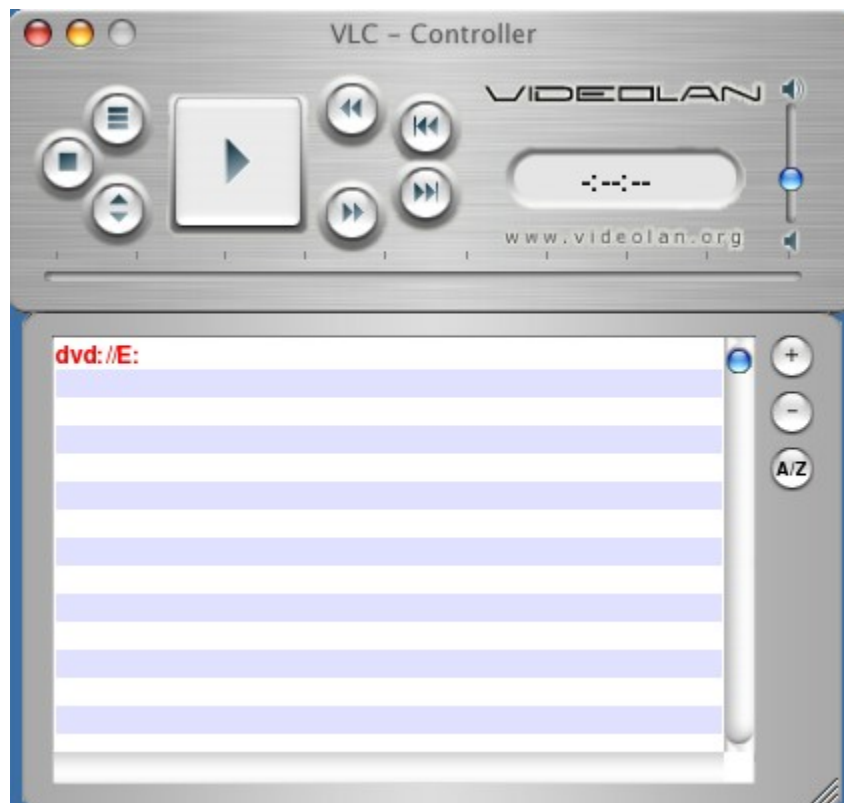 VLC – Controller
VIDEOLAN
-:--:--
www.videolan.org
dvd://E:
+
-
A/Z